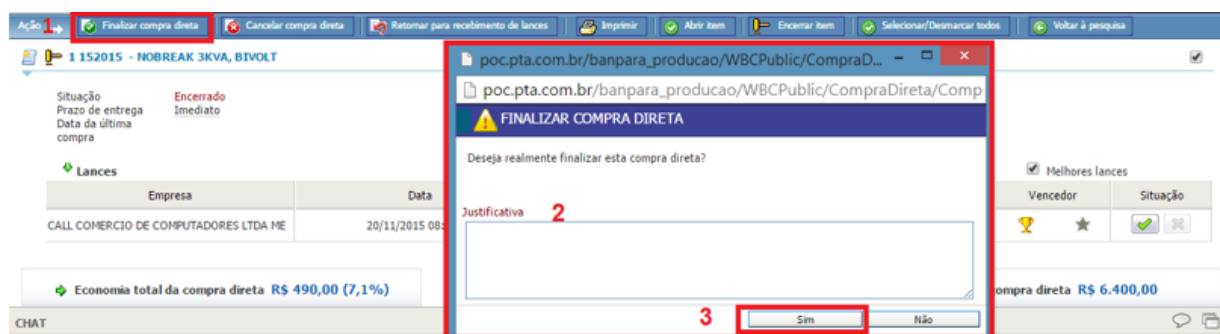 Ação 1 Finalizar compra direta Cancelar compra direta Retornar para recebimento de lances Imprimir Abrir item Encerrar item Selecionar/Desmarcar todos Voltar à pesquisa
1 152015 - NOBREAK 3KVA, BIVOLT
poc.pta.com.br/banpara_producao/WBCPublic/CompraD...
poc.pta.com.br/banpara_producao/WBCPublic/CompraDireta/Comp
FINALIZAR COMPRA DIRETA
Situação Encerrado
Prazo de entrega Imediato
Data da última
compra
Deseja realmente finalizar esta compra direta?
Lances
Melhores lances
Empresa Data
Vencedor Situação
Justificativa 2
CALL COMERCIO DE COMPUTADORES LTDA ME 20/11/2015 08:
Economia total da compra direta R$ 490,00 (7,1%)
compra direta R$ 6.400,00
3 Sim Não
CHAT